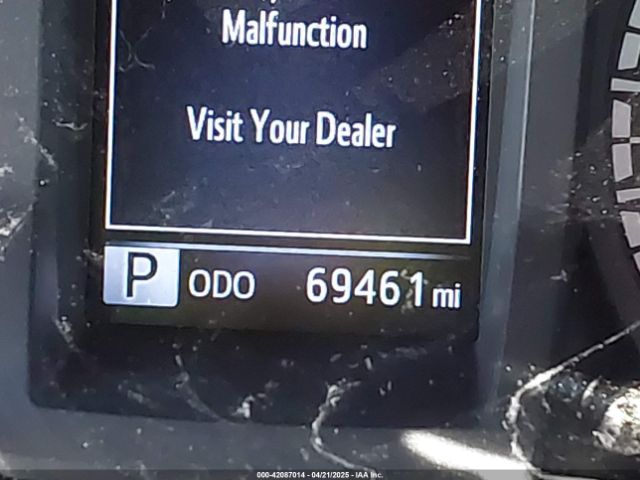 Malfunction
Visit Your Dealer
P ODO 69461 mi
000-42087014 - 04/21/2025 - IAA Inc.